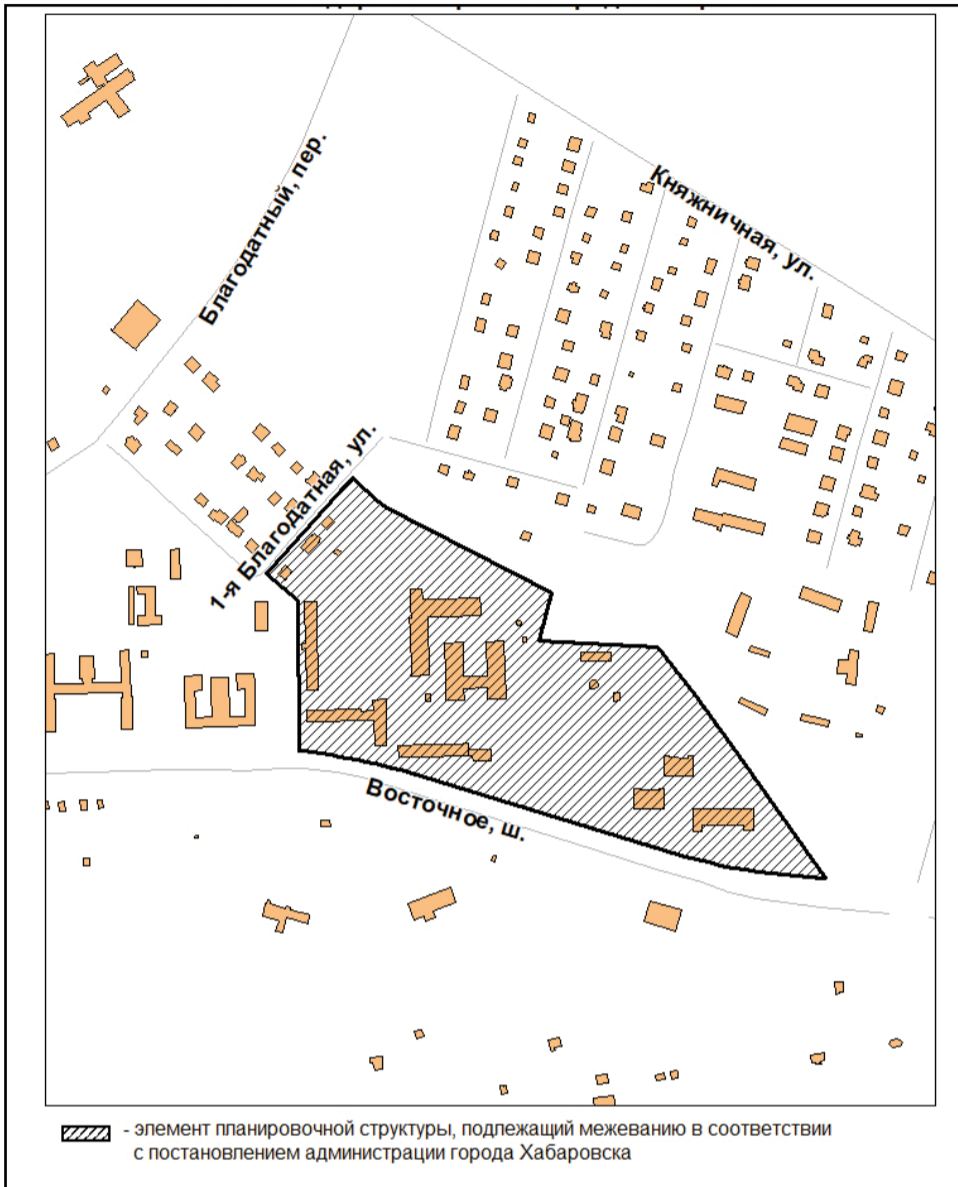 Благодатный, пер.
Княжничная, ул.
1-я Благодатная, ул.
Восточное, ш.
- элемент планировочной структуры, подлежащий межеванию в соответствии
с постановлением администрации города Хабаровска